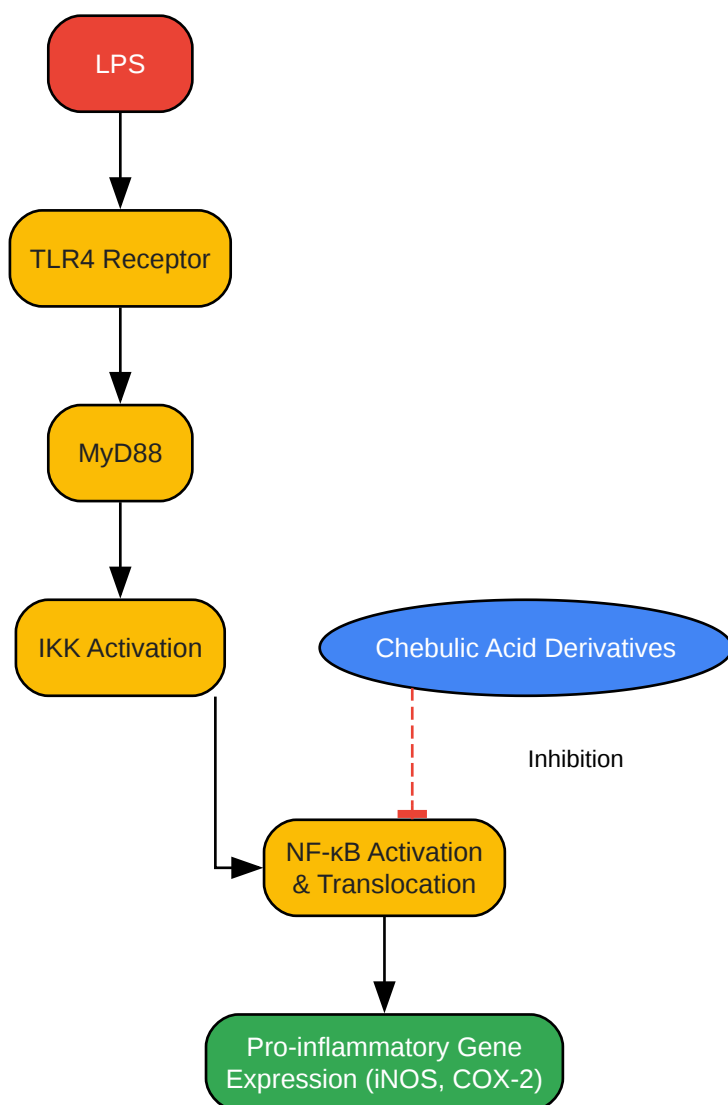 LPS
TLR4 Receptor
MyD88
IKK Activation
Chebulic Acid Derivatives
Inhibition
NF-κB Activation
& Translocation
Pro-inflammatory Gene
Expression (iNOS, COX-2)